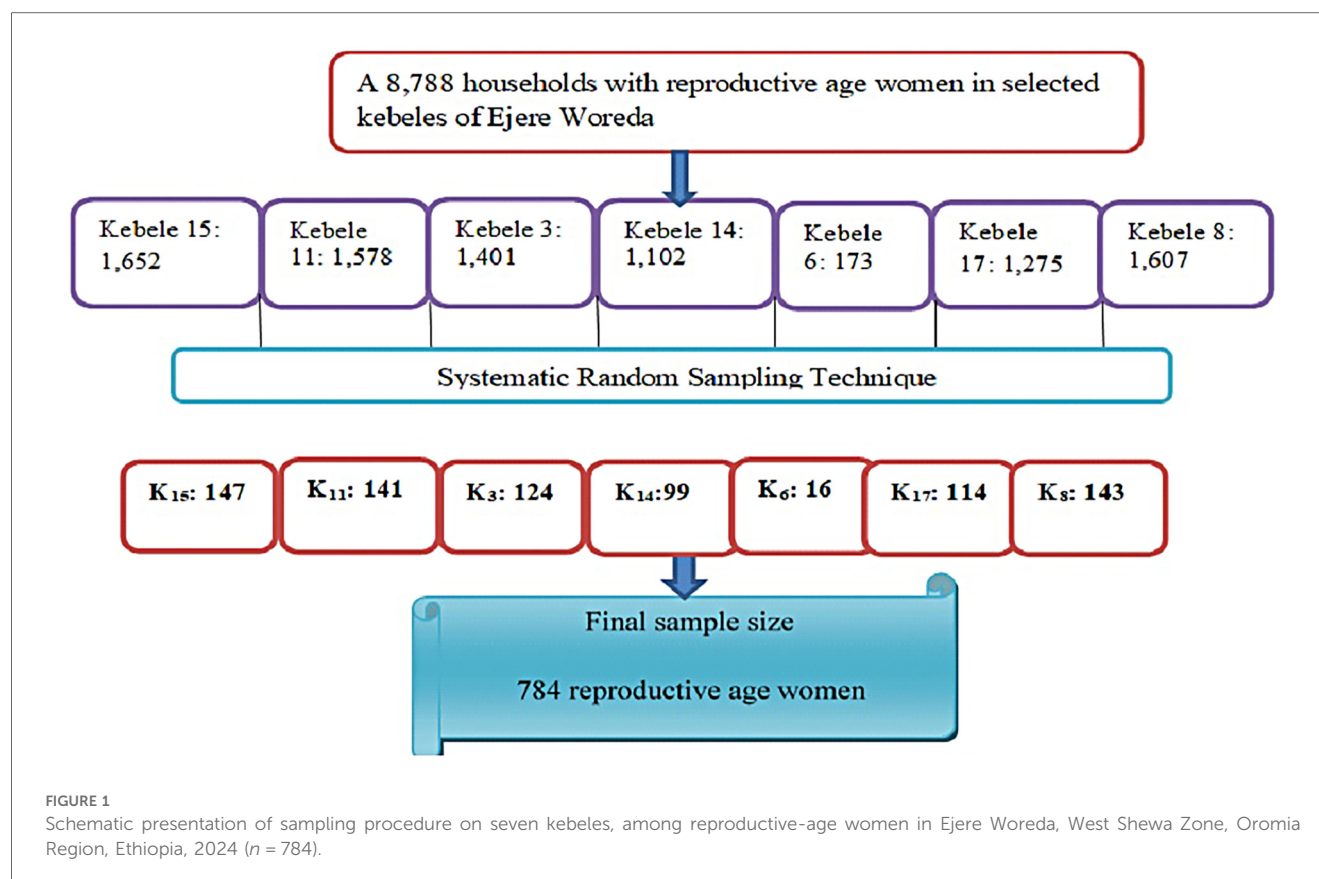 A 8,788 households with reproductive age women in selected
kebeles of Ejere Woreda
Kebele 15:
1,652
Kebele
11: 1,578
Kebele 3:
1,401
Kebele 14:
1,102
Kebele
6: 173
Kebele
17: 1,275
Kebele 8:
1,607
Systematic Random Sampling Technique
K₁₅: 147
K₁₁: 141
K₃: 124
K₁₄:99
K₆: 16
K₁₇: 114
K₈: 143
Final sample size
784 reproductive age women
FIGURE 1
Schematic presentation of sampling procedure on seven kebeles, among reproductive-age women in Ejere Woreda, West Shewa Zone, Oromia
Region, Ethiopia, 2024 (n = 784).